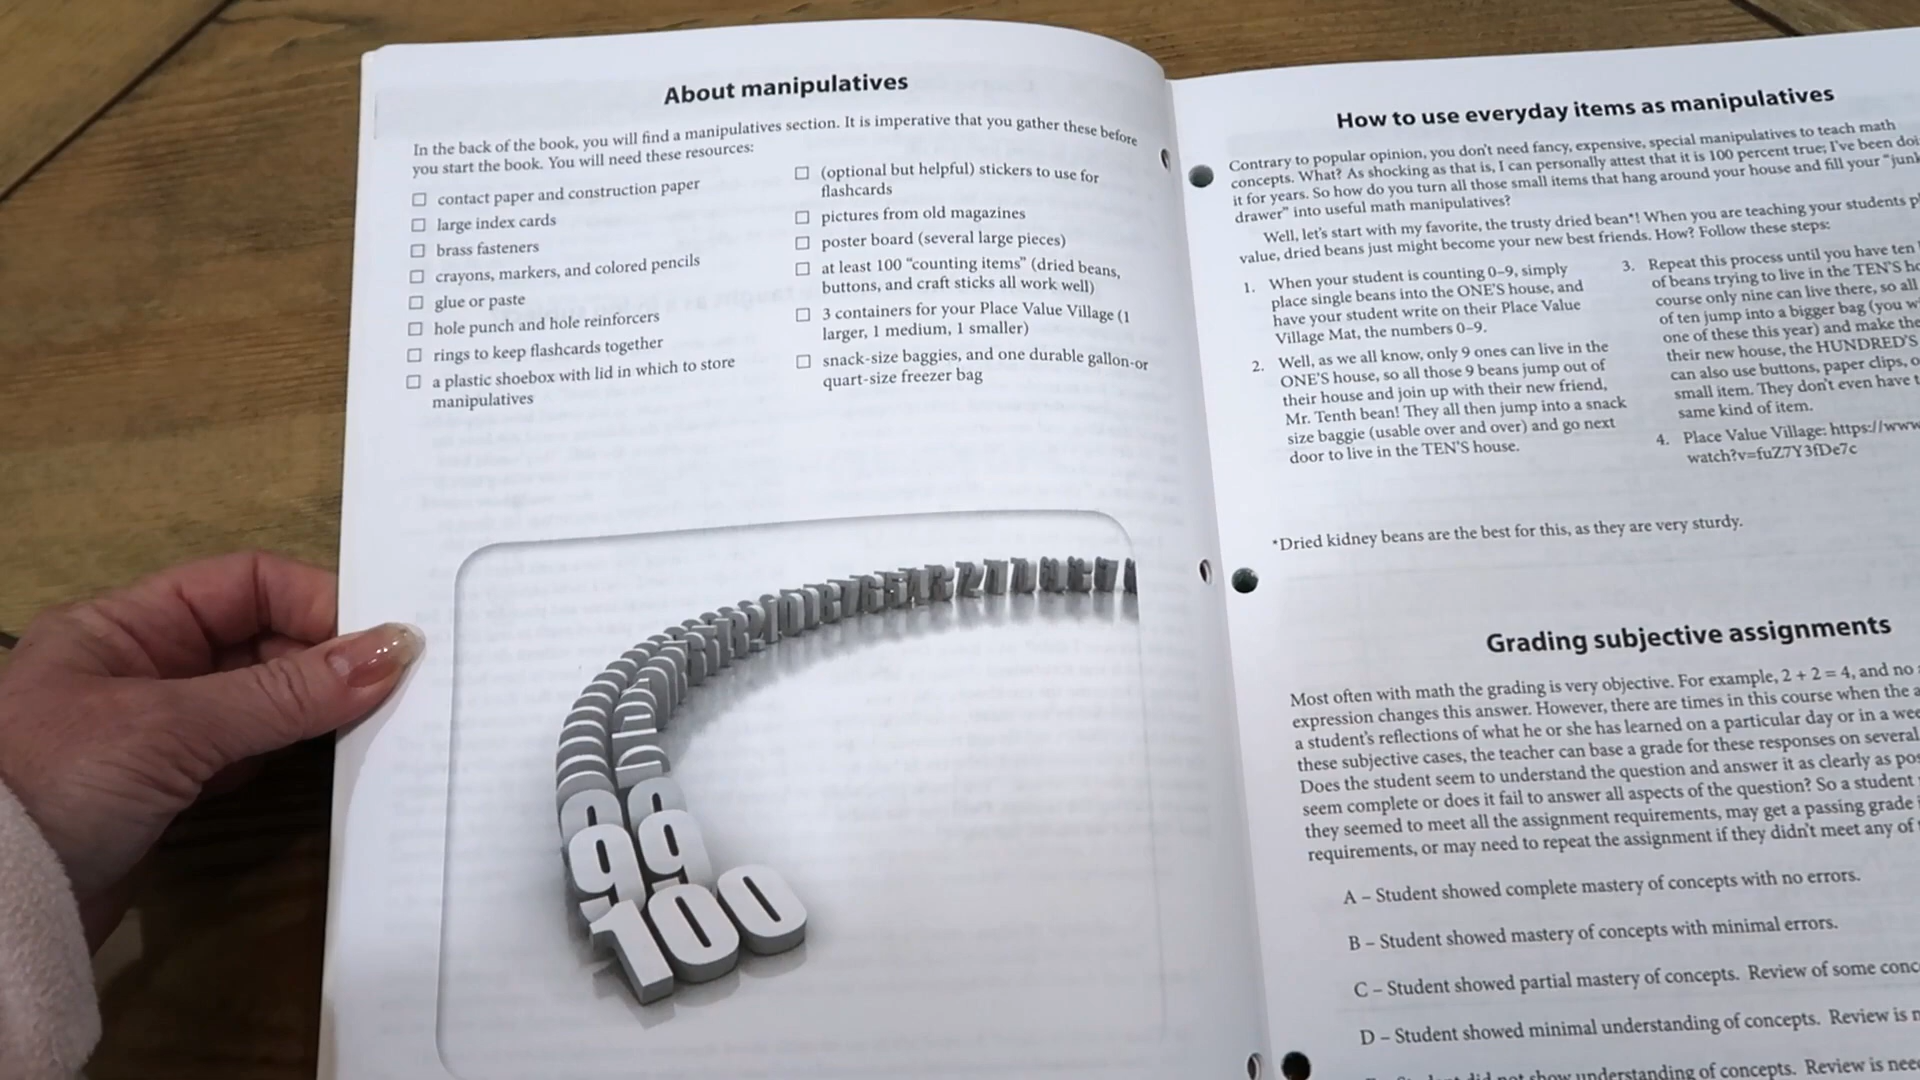 About manipulatives
In the back of the book, you will find a manipulatives section. It is imperative that you gather these before
you start the book. You will need these resources:
☐ contact paper and construction paper
☐ large index cards
☐ brass fasteners
☐ crayons, markers, and colored pencils
☐ glue or paste
☐ hole punch and hole reinforcers
☐ rings to keep flashcards together
☐ a plastic shoebox with lid in which to store
manipulatives
☐ (optional but helpful) stickers to use for
flashcards
☐ pictures from old magazines
☐ poster board (several large pieces)
☐ at least 100 “counting items” (dried beans,
buttons, and craft sticks all work well)
☐ 3 containers for your Place Value Village (1
larger, 1 medium, 1 smaller)
☐ snack-size baggies, and one durable gallon-or
quart-size freezer bag
99
100
How to use everyday items as manipulatives
Contrary to popular opinion, you don't need fancy, expensive, special manipulatives to teach math
concepts. What? As shocking as that is, I can personally attest that it is 100 percent true; I've been
it for years. So how do you turn all those small items that hang around your house and fill your "junk
drawer" into useful math manipulatives?
Well, let's start with my favorite, the trusty dried bean*! When you are teaching your students
value, dried beans just might become your new best friends. How? Follow these steps:
1. When your student is counting 0–9, simply
place single beans into the ONE'S house, and
have your student write on their Place Value
Village Mat, the numbers 0–9.
2. Well, as we all know, only 9 ones can live in the
ONE'S house, so all those 9 beans jump out of
their house and join up with their new friend,
Mr. Tenth bean! They all then jump into a snack
size baggie (usable over and over) and go next
door to live in the TEN'S house.
3. Repeat this process until you have ten
of beans trying to live in the TEN'S
course only nine can live there, so all
of ten jump into a bigger bag (you
one of these this year) and make the
their new house, the HUNDRED'S
can also use buttons, paper clips,
small item. They don't even have
same kind of item.
4. Place Value Village: https://www
watch?v=fuZ7Y3fDe7c
*Dried kidney beans are the best for this, as they are very sturdy.
Grading subjective assignments
Most often with math the grading is very objective. For example, 2 + 2 = 4, and no
expression changes this answer. However, there are times in this course when the
a student's reflections of what he or she has learned on a particular day or in a
these subjective cases, the teacher can base a grade for these responses on several
Does the student seem to understand the question and answer it as clearly as
seem complete or does it fail to answer all aspects of the question? So a student
they seemed to meet all the assignment requirements, may get a passing grade
requirements, or may need to repeat the assignment if they didn't meet any of
A – Student showed complete mastery of concepts with no errors.
B – Student showed mastery of concepts with minimal errors.
C – Student showed partial mastery of concepts. Review of some
D – Student showed minimal understanding of concepts. Review is
understanding of concepts. Review is